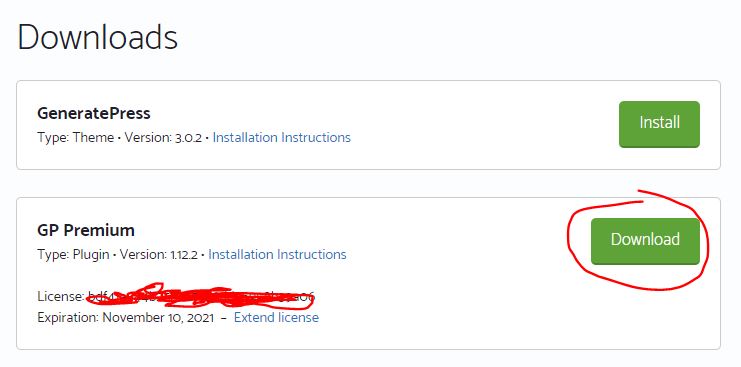 Downloads
GeneratePress
Type: Theme • Version: 3.0.2 • Installation Instructions
Install
GP Premium
Type: Plugin • Version: 1.12.2 • Installation Instructions
Download
License:
Expiration: November 10, 2021 – Extend license